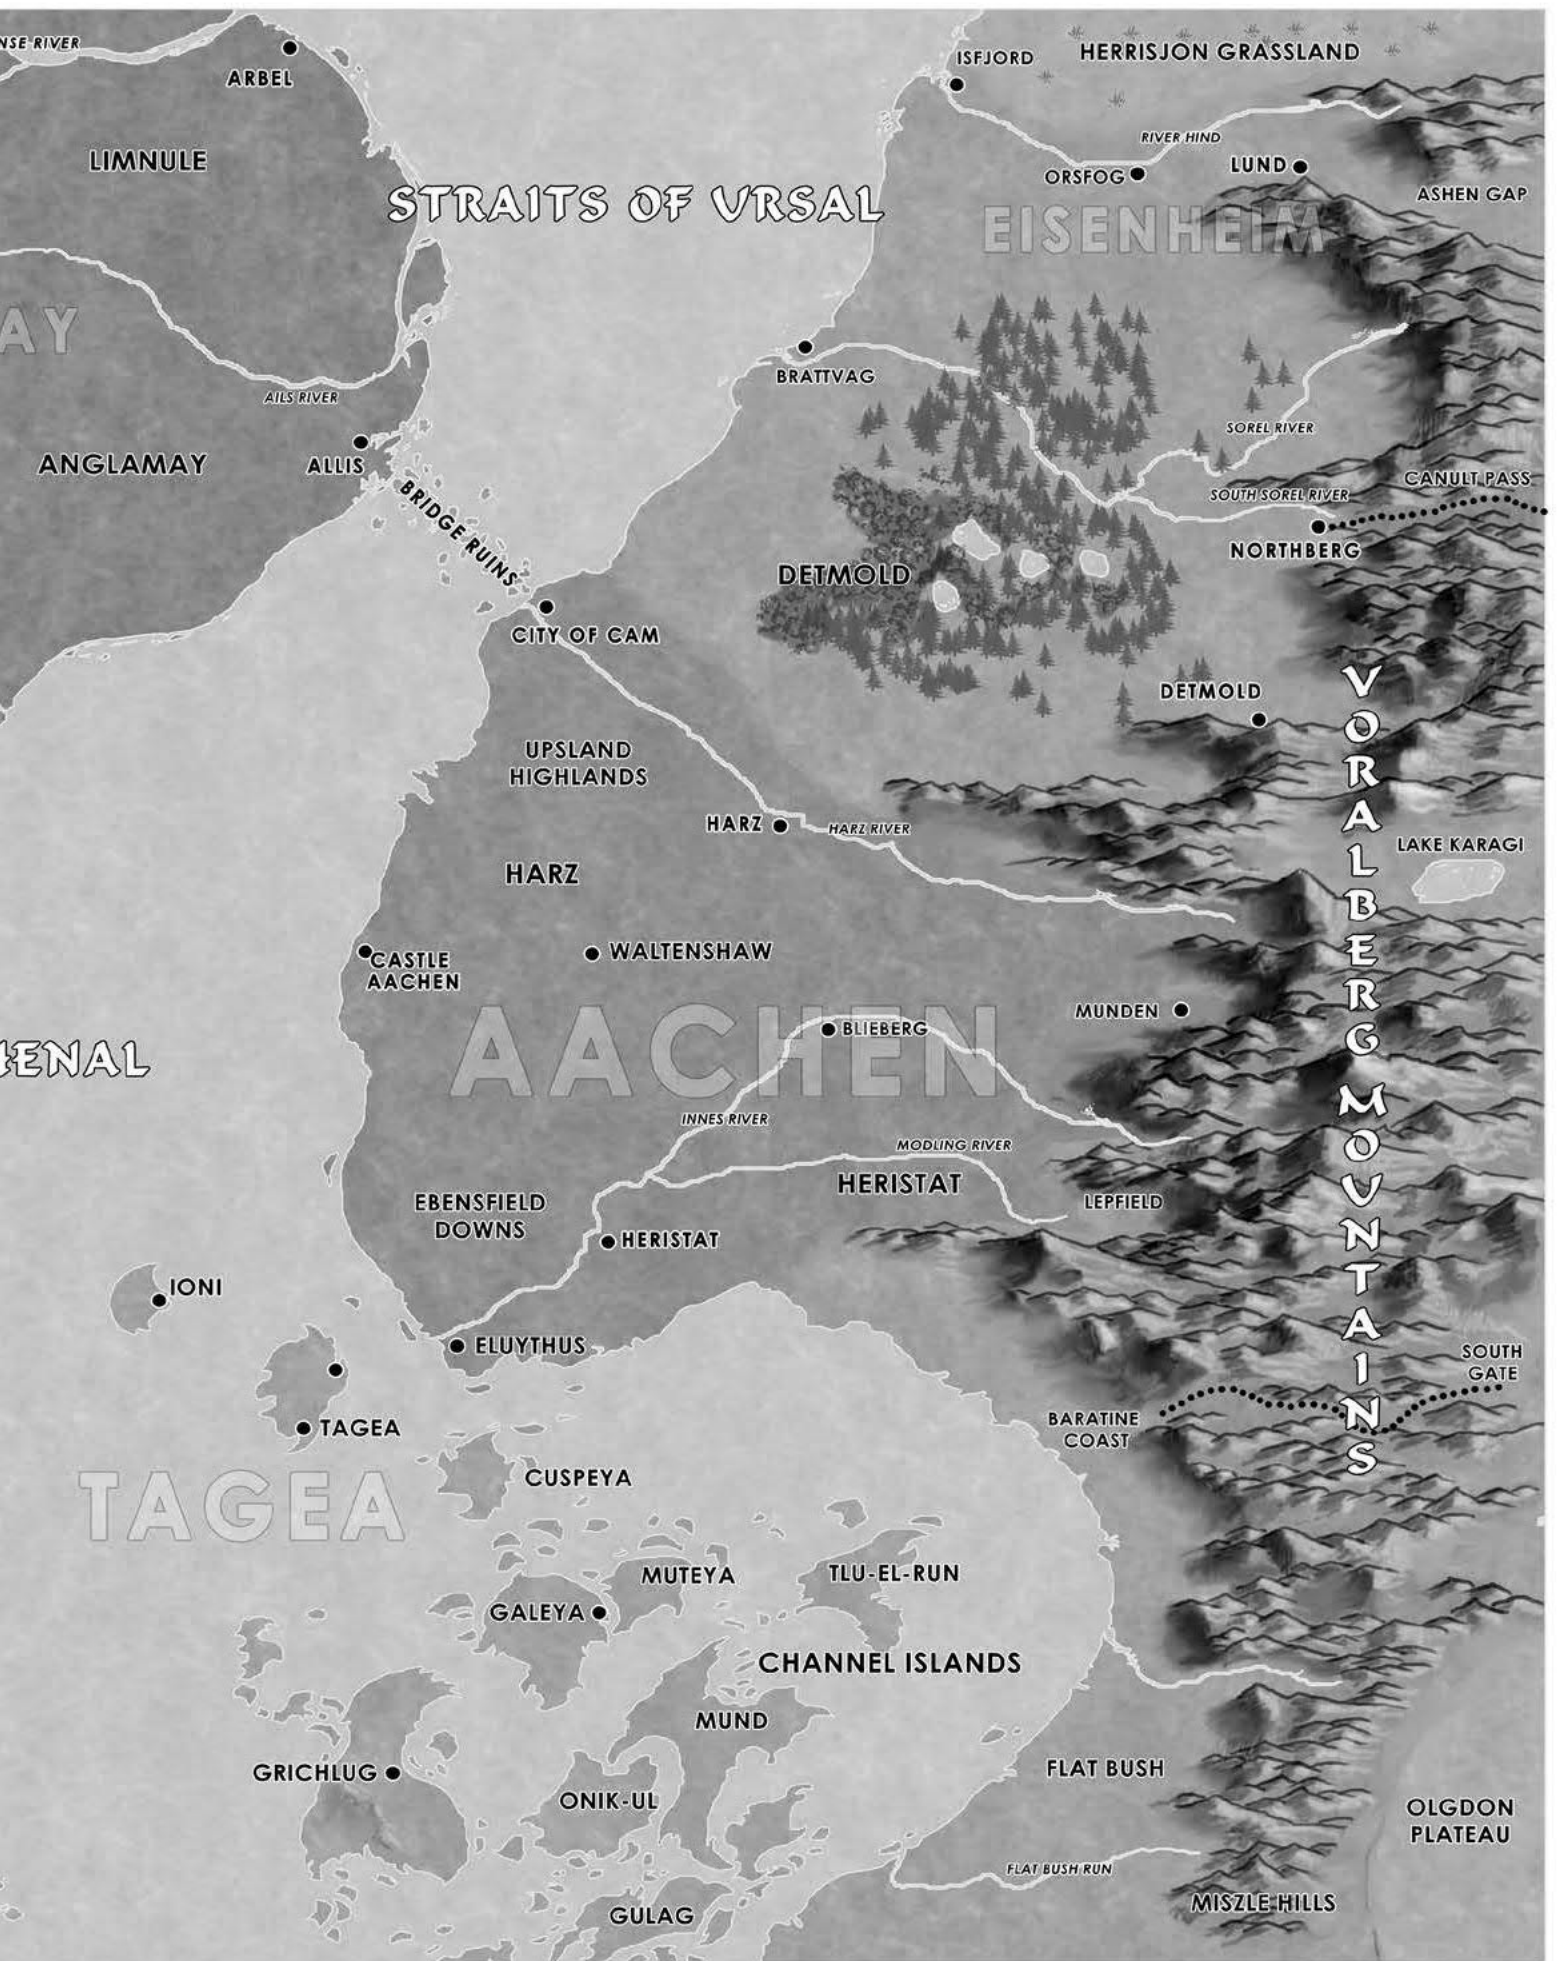 NSE RIVER
ARBEL
ISFJORD
HERRISJON GRASSLAND
RIVER HIND
LIMNULE
ORSFOG
LUND
ASHEN GAP
STRAITS OF URSAL
EISENHEIM
AY
BRATTVAG
AILS RIVER
SOREL RIVER
ANGLAMAY
ALLIS
CANULT PASS
SOUTH SOREL RIVER
BRIDGE RUINS
NORTHBERG
DETMOLD
CITY OF CAM
DETMOLD
VORALBERG MOUNTAINS
UPSLAND
HIGHLANDS
HARZ
HARZ RIVER
LAKE KARAGI
HARZ
CASTLE
AACHEN
WALTENSHAW
MUNDEN
BLIEBERG
AACHEN
HENAL
INNES RIVER
MODLING RIVER
HERISTAT
LEPFIELD
EBENSFIELD
DOWNS
HERISTAT
IONI
ELUYTHUS
SOUTH
GATE
TAGEA
BARATINE
COAST
CUSPEYA
TAGEA
MUTEYA
TLU-EL-RUN
GALEYA
CHANNEL ISLANDS
MUND
GRICHLUG
FLAT BUSH
ONIK-UL
OLGDON
PLATEAU
FLAT BUSH RUN
MISZLE HILLS
GULAG